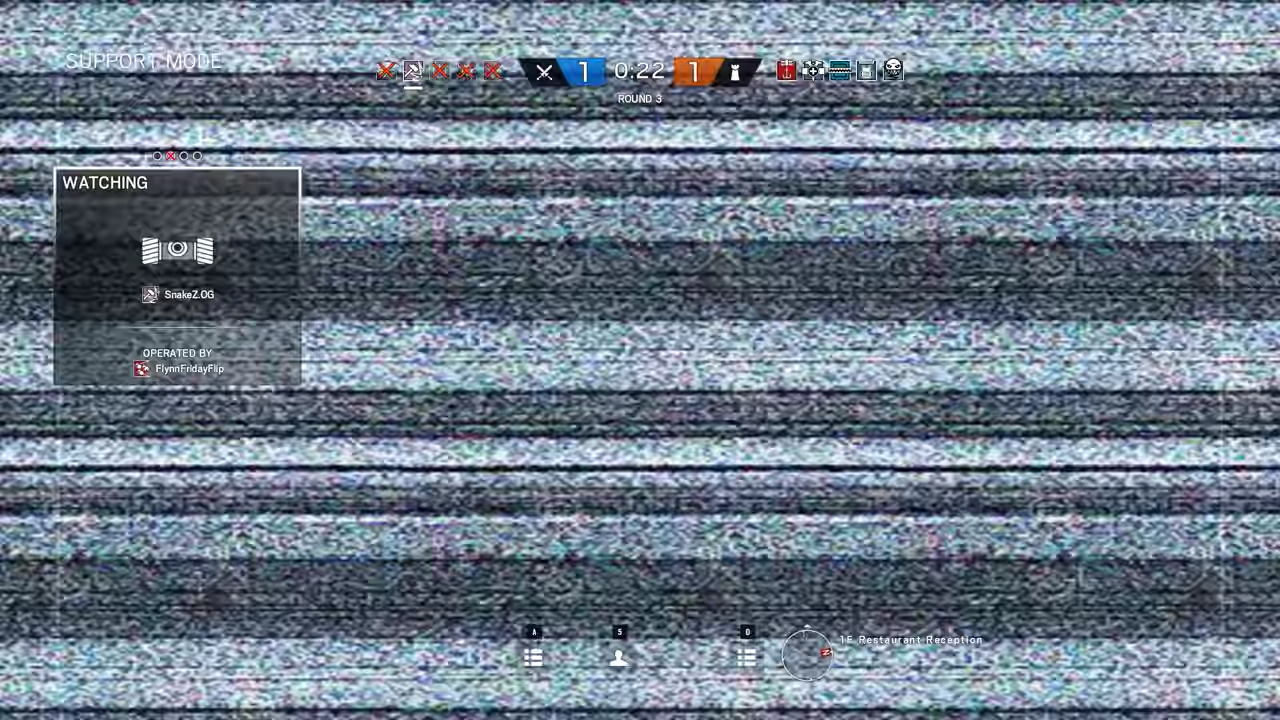 SUPPORT MODE
1 0:22 1
ROUND 3
WATCHING
SnakeZ.OG
OPERATED BY
FlynnFridayFlip
A S D
1F Restaurant Reception